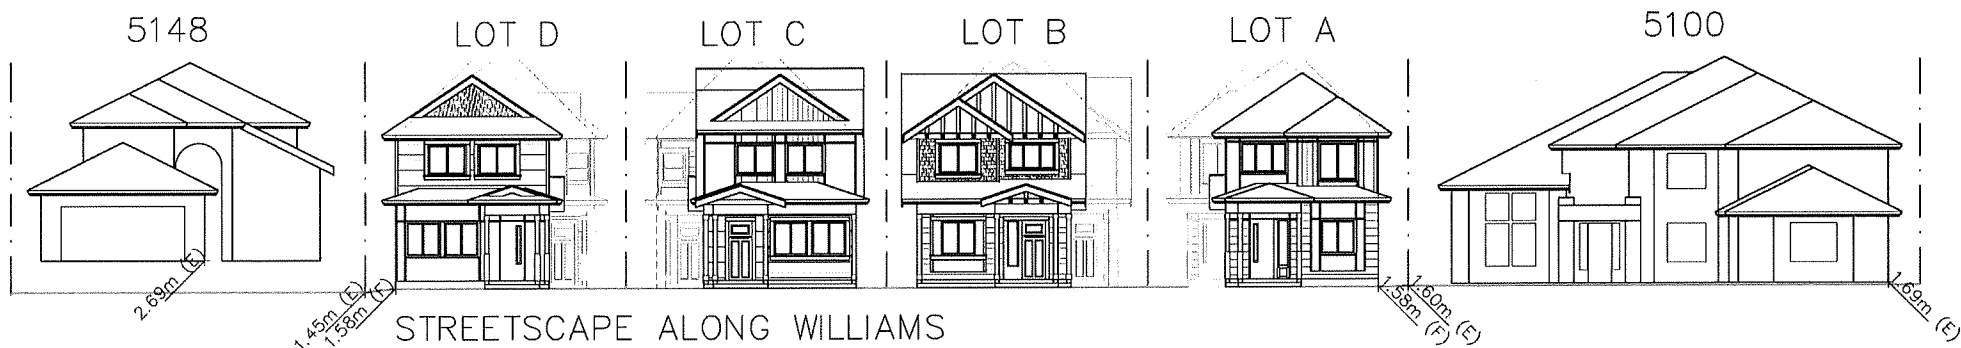 5148
LOT D
LOT C
LOT B
LOT A
5100
2.69m (E)
1.45m (E)
1.58m (F)
1.58m (F)
1.60m (E)
1.69m (E)
STREETSCAPE ALONG WILLIAMS